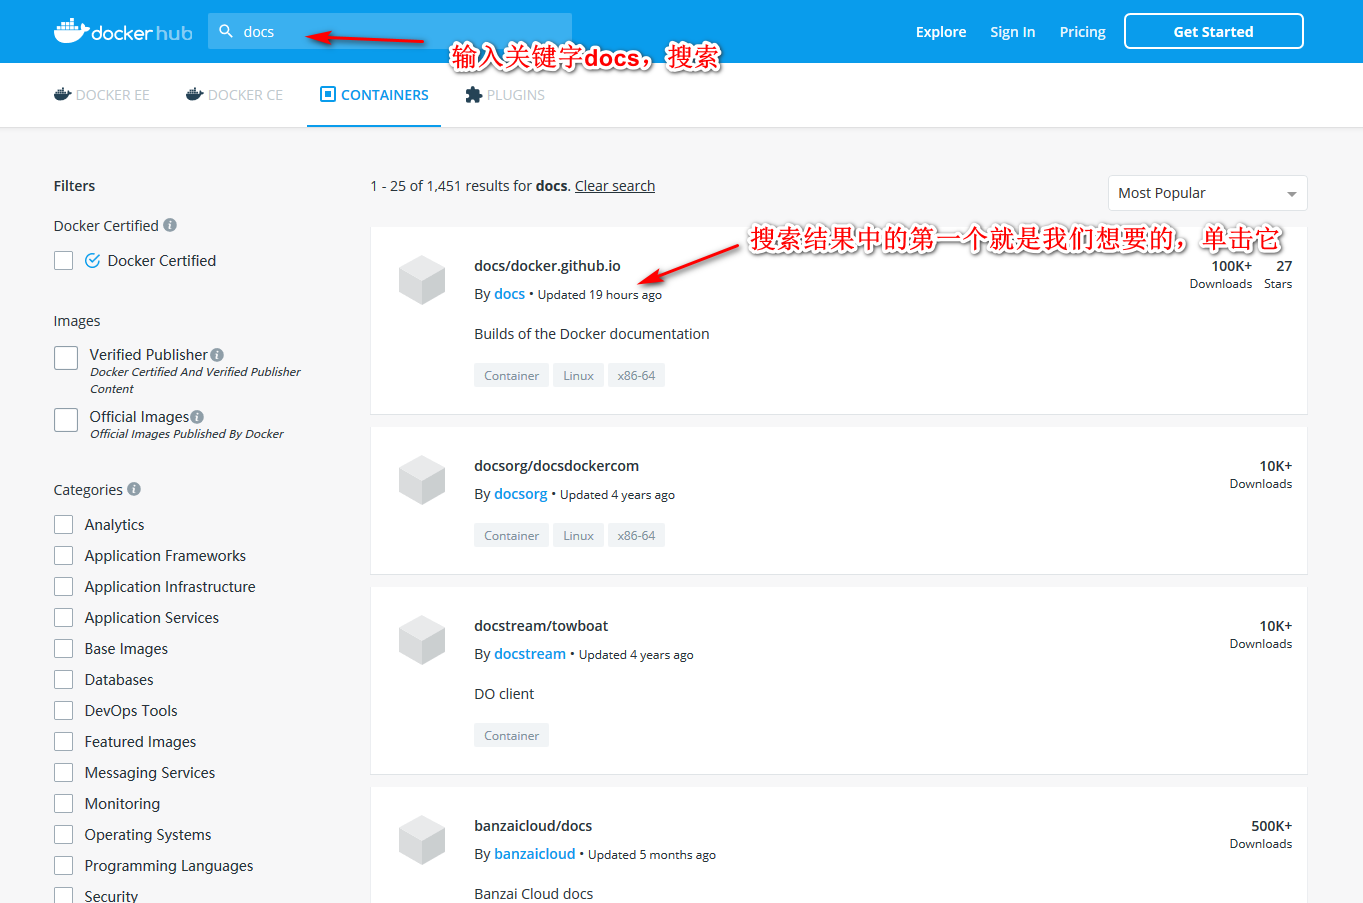 docker hub
docs
输入关键字docs，搜索
Explore
Sign In
Pricing
Get Started
DOCKER EE
DOCKER CE
CONTAINERS
PLUGINS
Filters
Docker Certified
Docker Certified
Images
Verified Publisher
Docker Certified And Verified Publisher
Content
Official Images
Official Images Published By Docker
Categories
Analytics
Application Frameworks
Application Infrastructure
Application Services
Base Images
Databases
DevOps Tools
Featured Images
Messaging Services
Monitoring
Operating Systems
Programming Languages
Security
1 - 25 of 1,451 results for docs. Clear search
Most Popular
搜索结果中的第一个就是我们想要的，单击它
docs/docker.github.io
By docs • Updated 19 hours ago
Builds of the Docker documentation
Container Linux x86-64
100K+ 27
Downloads Stars
docsorg/docsdockercom
By docsorg • Updated 4 years ago
Container Linux x86-64
10K+
Downloads
docstream/towboat
By docstream • Updated 4 years ago
DO client
Container
10K+
Downloads
banzaicloud/docs
By banzaicloud • Updated 5 months ago
Banzai Cloud docs
500K+
Downloads